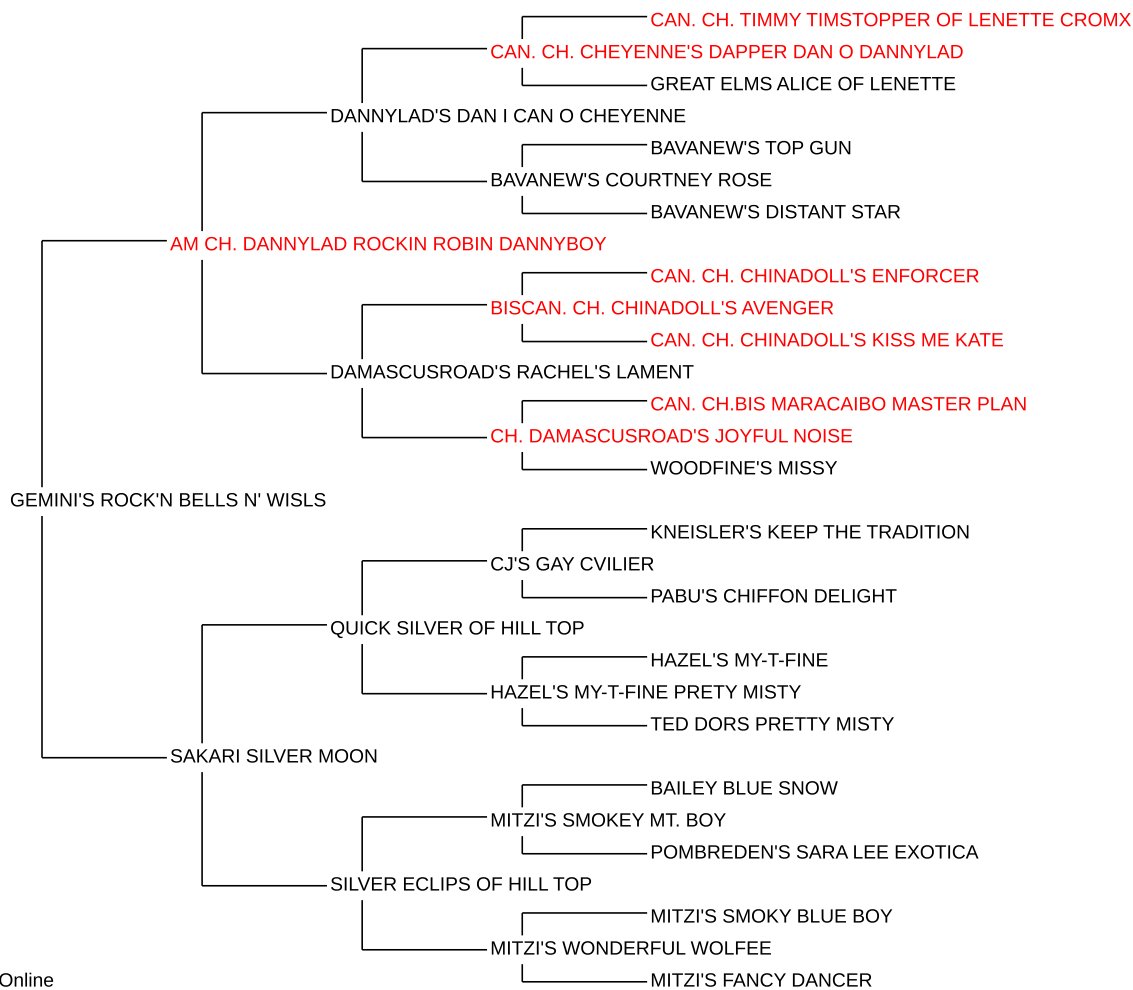 CAN. CH. TIMMY TIMSTOPPER OF LENETTE CROMX
CAN. CH. CHEYENNE'S DAPPER DAN O DANNYLAD
GREAT ELMS ALICE OF LENETTE
DANNYLAD'S DAN I CAN O CHEYENNE
BAVANEW'S TOP GUN
BAVANEW'S COURTNEY ROSE
BAVANEW'S DISTANT STAR
AM CH. DANNYLAD ROCKIN ROBIN DANNYBOY
CAN. CH. CHINADOLL'S ENFORCER
BISCAN. CH. CHINADOLL'S AVENGER
CAN. CH. CHINADOLL'S KISS ME KATE
DAMASCUSROAD'S RACHEL'S LAMENT
CAN. CH.BIS MARACAIBO MASTER PLAN
CH. DAMASCUSROAD'S JOYFUL NOISE
WOODFINE'S MISSY
GEMINI'S ROCK'N BELLS N' WISLS
KNEISLER'S KEEP THE TRADITION
CJ'S GAY CVILIER
PABU'S CHIFFON DELIGHT
QUICK SILVER OF HILL TOP
HAZEL'S MY-T-FINE
HAZEL'S MY-T-FINE PRETY MISTY
TED DORS PRETTY MISTY
SAKARI SILVER MOON
BAILEY BLUE SNOW
MITZI'S SMOKEY MT. BOY
POMBREDEN'S SARA LEE EXOTICA
SILVER ECLIPS OF HILL TOP
MITZI'S SMOKY BLUE BOY
MITZI'S WONDERFUL WOLFEE
MITZI'S FANCY DANCER
Online